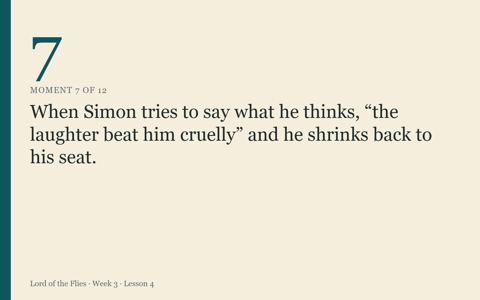 7
MOMENT 7 OF 12
When Simon tries to say what he thinks, “the
laughter beat him cruelly” and he shrinks back to
his seat.
Lord of the Flies · Week 3 · Lesson 4